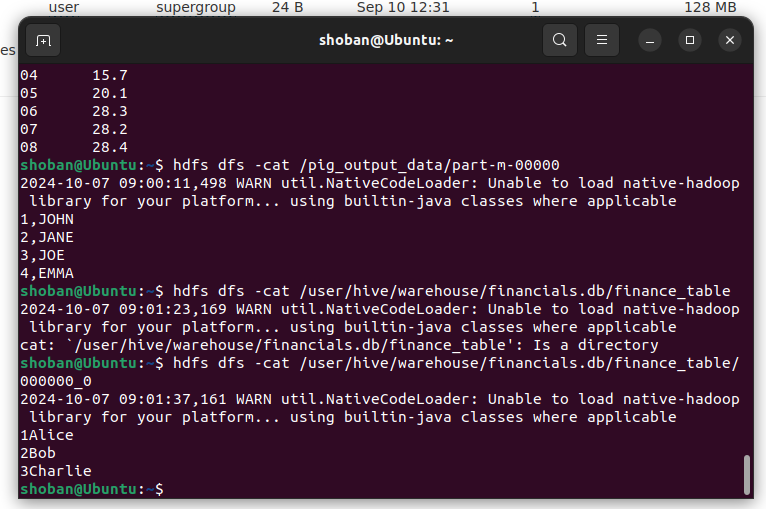 user supergroup 24 B Sep 10 12:31 1 128 MB
es
shoban@Ubuntu: ~
04 15.7
05 20.1
06 28.3
07 28.2
08 28.4
shoban@Ubuntu:~$ hdfs dfs -cat /pig_output_data/part-m-00000
2024-10-07 09:00:11,498 WARN util.NativeCodeLoader: Unable to load native-hadoop
library for your platform... using builtin-java classes where applicable
1,JOHN
2,JANE
3,JOE
4,EMMA
shoban@Ubuntu:~$ hdfs dfs -cat /user/hive/warehouse/financials.db/finance_table
2024-10-07 09:01:23,169 WARN util.NativeCodeLoader: Unable to load native-hadoop
library for your platform... using builtin-java classes where applicable
cat: `/user/hive/warehouse/financials.db/finance_table': Is a directory
shoban@Ubuntu:~$ hdfs dfs -cat /user/hive/warehouse/financials.db/finance_table/
000000_0
2024-10-07 09:01:37,161 WARN util.NativeCodeLoader: Unable to load native-hadoop
library for your platform... using builtin-java classes where applicable
1Alice
2Bob
3Charlie
shoban@Ubuntu:~$